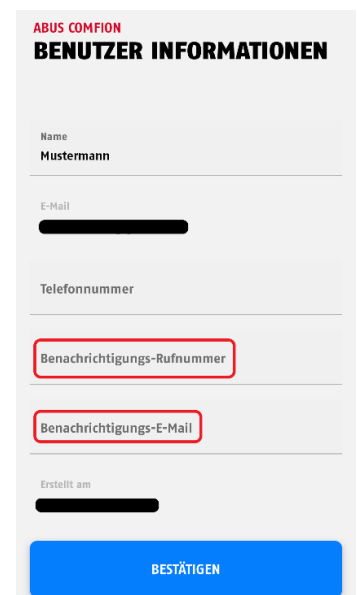 ABUS COMFION
BENUTZER INFORMATIONEN
Name
Mustermann
E-Mail
Telefonnummer
Benachrichtigungs-Rufnummer
Benachrichtigungs-E-Mail
Erstellt am
BESTÄTIGEN